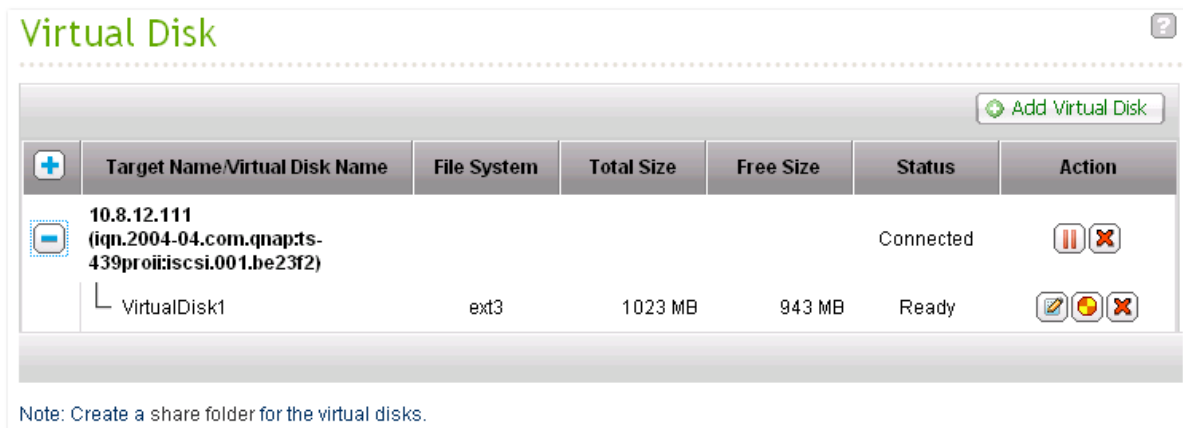 Virtual Disk
?
Add Virtual Disk
Target Name/Virtual Disk Name File System Total Size Free Size Status Action
10.8.12.111
(iqn.2004-04.com.qnap:ts-
439proii:iscsi.001.be23f2) Connected
VirtualDisk1 ext3 1023 MB 943 MB Ready
Note: Create a share folder for the virtual disks.